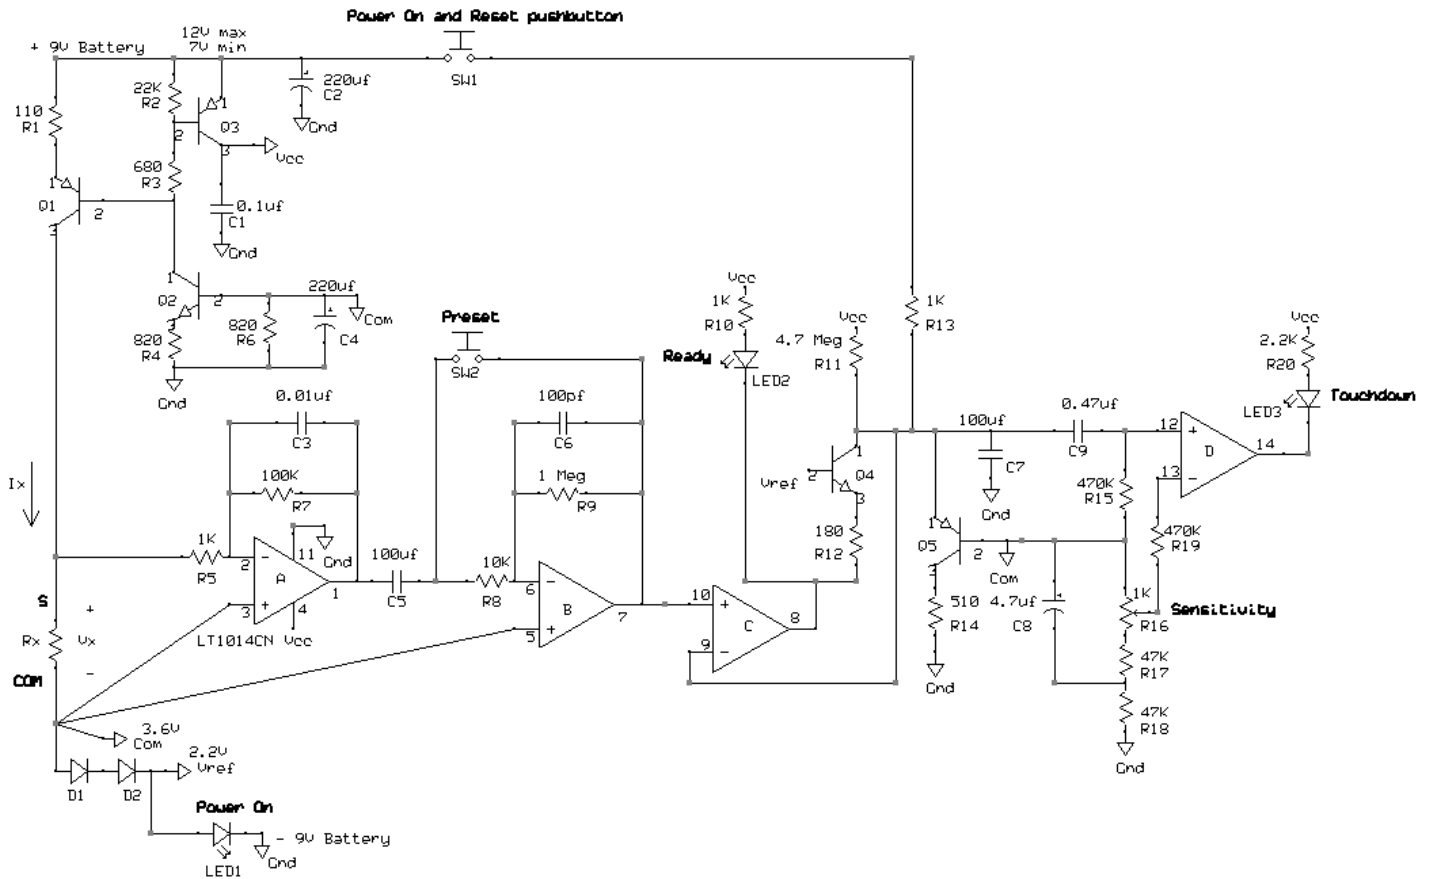 Power On and Reset pushbutton
12V max
7V min
+ 9V Battery
SW1
22K
R2
220uf
C2
Gnd
110
R1
1
Q3
2
3
Vcc
680
R3
1
Q1
2
3
0.1uf
C1
Gnd
1
Q2
2
220uf
Com
820
R6
C4
820
R4
Gnd
Preset
SW2
Vcc
1K
R10
Ready
LED2
Vcc
4.7 Meg
R11
1K
R13
Vcc
2.2K
R20
LED3
Touchdown
0.01uf
C3
100K
R7
100pf
C6
1 Meg
R9
Ix
1K
R5
2
3
A
11
Gnd
4
Vcc
1
LT1014CN
100uf
C5
10K
R8
6
5
B
7
1
Q4
2
3
Vref
180
R12
100uf
C7
Gnd
0.47uf
C9
12
13
D
14
470K
R15
470K
R19
1
Q5
2
3
Com
510
R14
Gnd
4.7uf
C8
1K
R16
Sensitivity
47K
R17
47K
R18
Gnd
10
9
C
8
S
+
Rx
Vx
-
COM
3.6V
Com
2.2V
Vref
D1
D2
Power On
LED1
- 9V Battery
Gnd